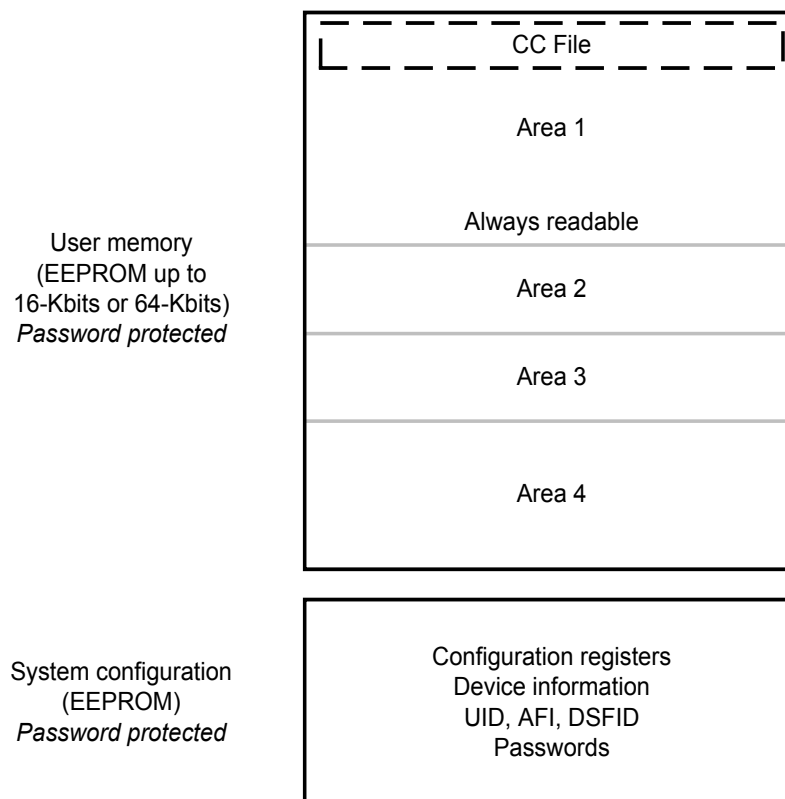 CC File
Area 1
Always readable
User memory
(EEPROM up to
16-Kbits or 64-Kbits)
Password protected
Area 2
Area 3
Area 4
System configuration
(EEPROM)
Password protected
Configuration registers
Device information
UID, AFI, DSFID
Passwords